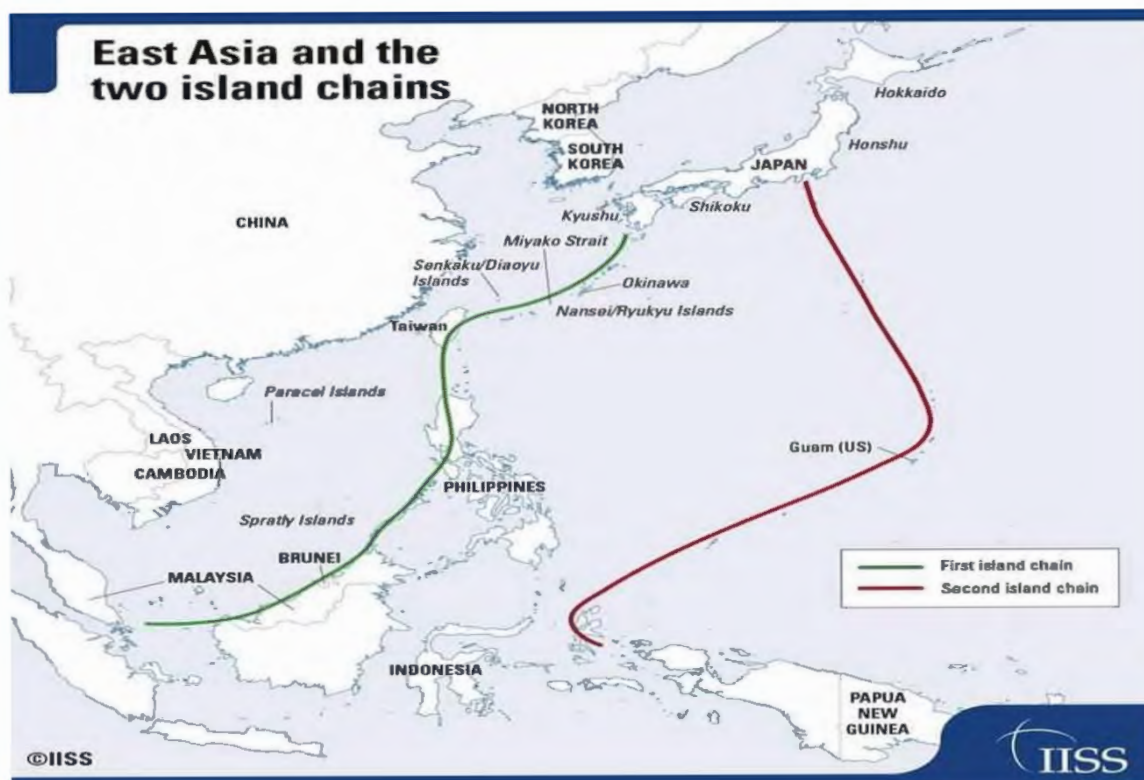 East Asia and the
two island chains
Hokkaido
NORTH
KOREA
SOUTH
KOREA
Honshu
JAPAN
CHINA
Kyushu
Shikoku
Miyako Strait
Senkaku/Diaoyu
Islands
Okinawa
Nansei/Ryukyu Islands
Taiwan
Paracel Islands
LAOS
VIETNAM
CAMBODIA
Guam (US)
PHILIPPINES
Spratly Islands
BRUNEI
MALAYSIA
First island chain
Second island chain
INDONESIA
PAPUA
NEW
GUINEA
©IISS
IISS